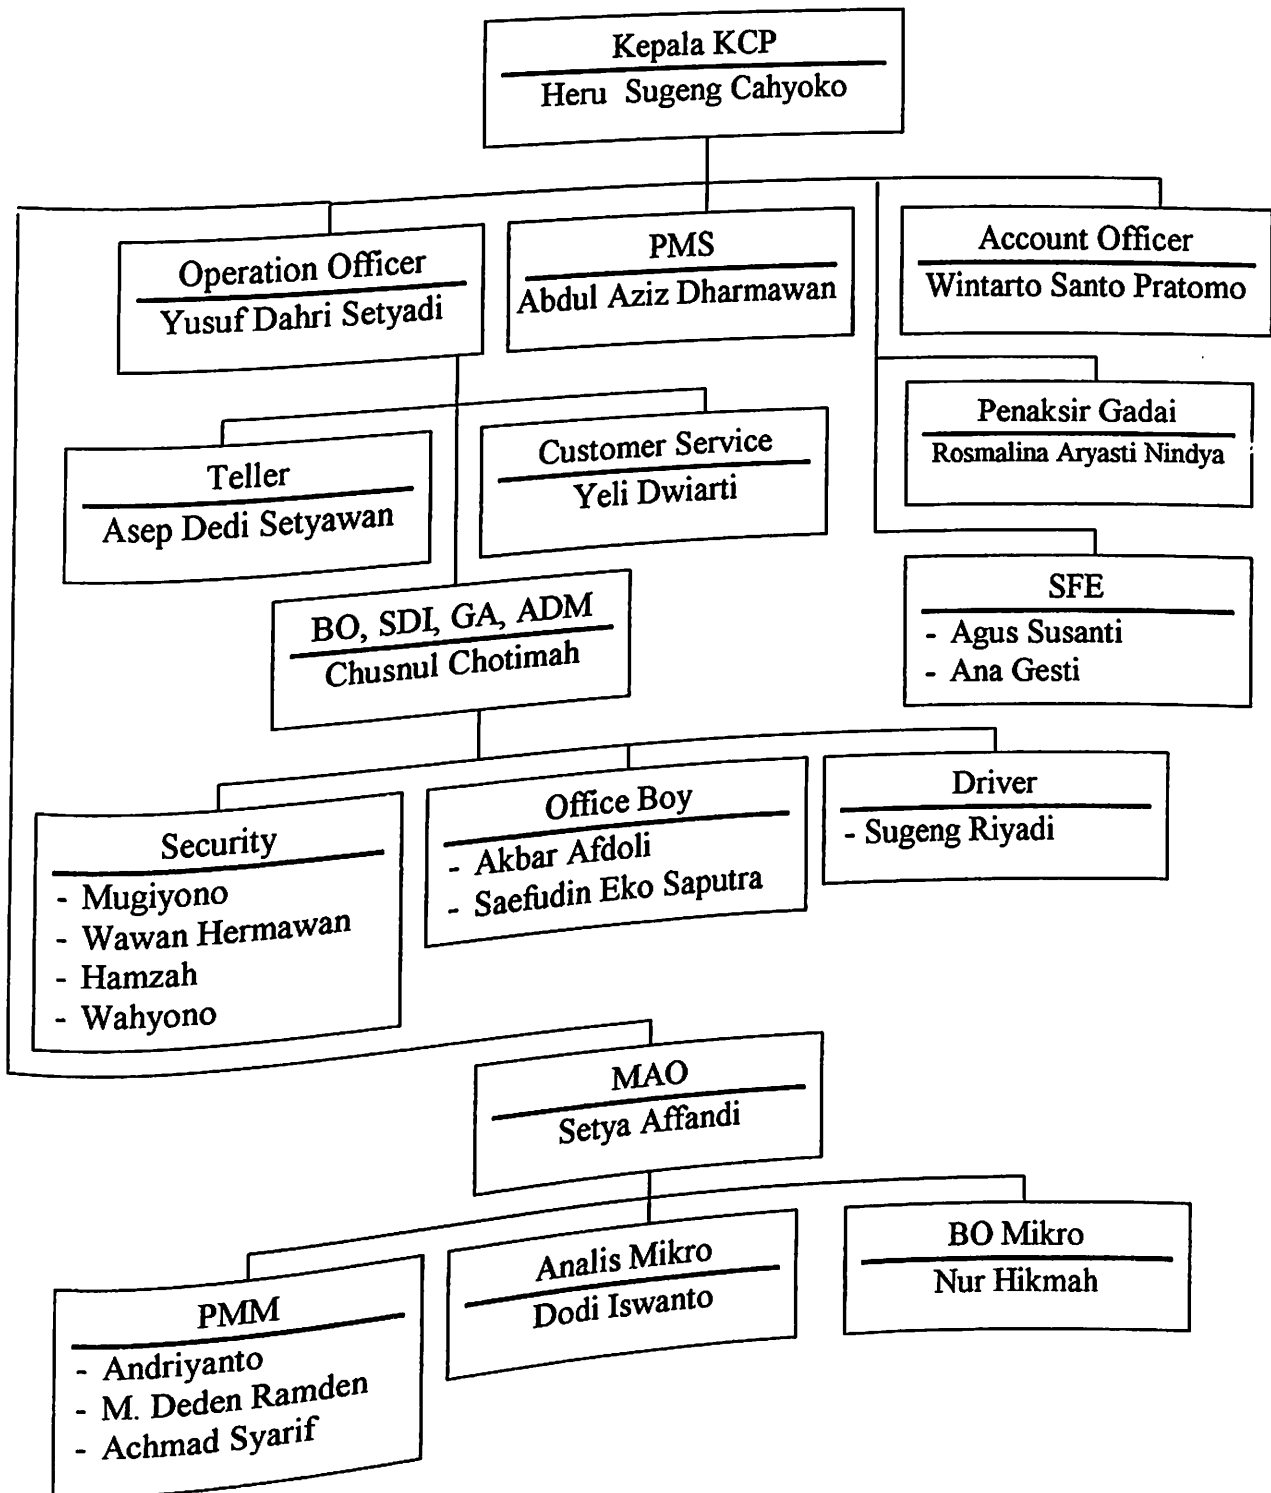 Kepala KCP
Heru Sugeng Cahyoko
Operation Officer
Yusuf Dahri Setyadi
PMS
Abdul Aziz Dharmawan
Account Officer
Wintarto Santo Pratomo
Penaksir Gadai
Rosmalina Aryasti Nindya
Teller
Asep Dedi Setyawan
Customer Service
Yeli Dwiarti
SFE
- Agus Susanti
- Ana Gesti
BO, SDI, GA, ADM
Chusnul Chotimah
Security
- Mugiyono
- Wawan Hermawan
- Hamzah
- Wahyono
Office Boy
- Akbar Afdoli
- Saefudin Eko Saputra
Driver
- Sugeng Riyadi
MAO
Setya Affandi
PMM
- Andriyanto
- M. Deden Ramden
- Achmad Syarif
Analis Mikro
Dodi Iswanto
BO Mikro
Nur Hikmah